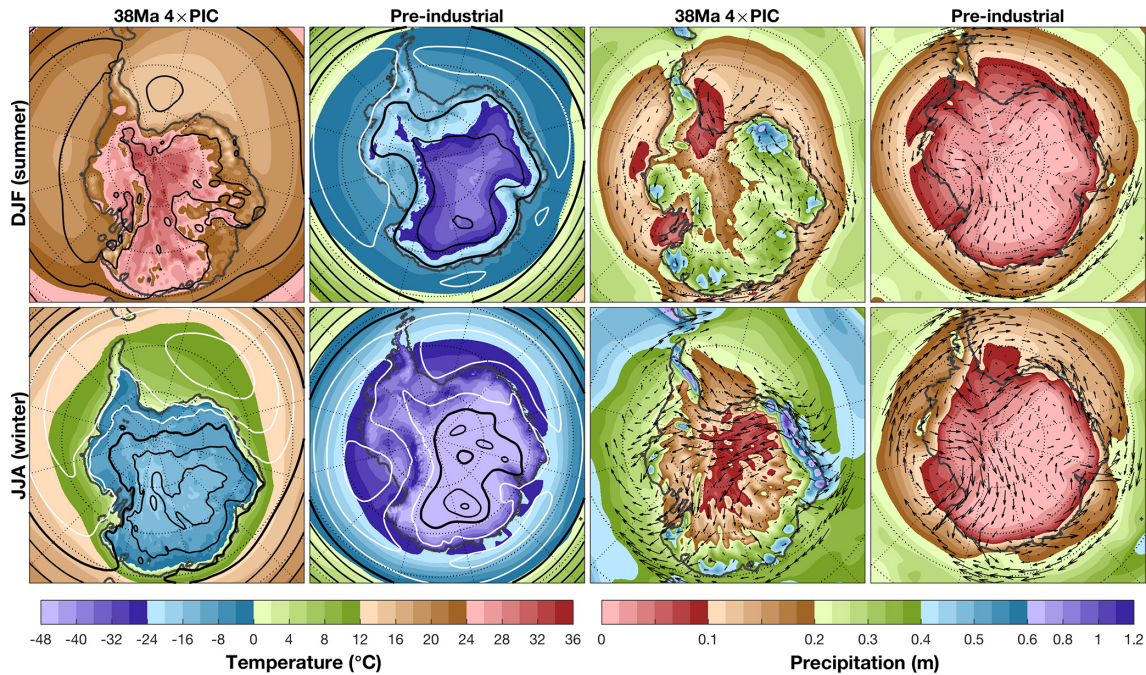 38Ma 4×PIC Pre-industrial 38Ma 4×PIC Pre-industrial
DJF (summer)
JJA (winter)
-48 -40 -32 -24 -16 -8 0 4 8 12 16 20 24 28 32 36
0 0.1 0.2 0.3 0.4 0.5 0.6 0.8 1 1.2
Temperature (°C) Precipitation (m)